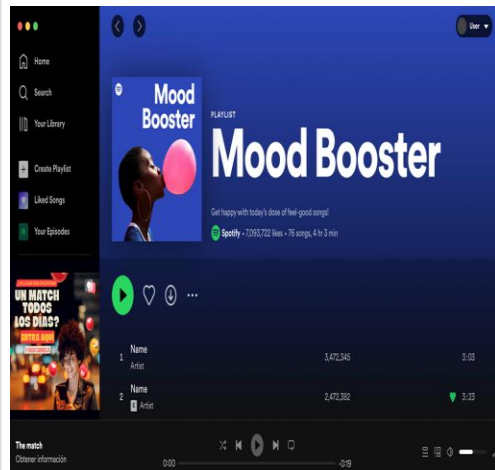 Home
Search
Your Library
Create Playlist
Liked Songs
Your Episodes
UN MATCH
TODOS
LOS DÍAS?
ENTRA AQUÍ
User
Mood
Booster
PLAYLIST
Mood Booster
Get happy with today's dose of feel-good songs!
Spotify • 7,093,722 likes • 76 songs, 4 hr 3 min
1 Name 3,472,345 3:03
Artist
2 Name 2,472,382 3:23
E Artist
The match
Obtener información
0:00 -0:19